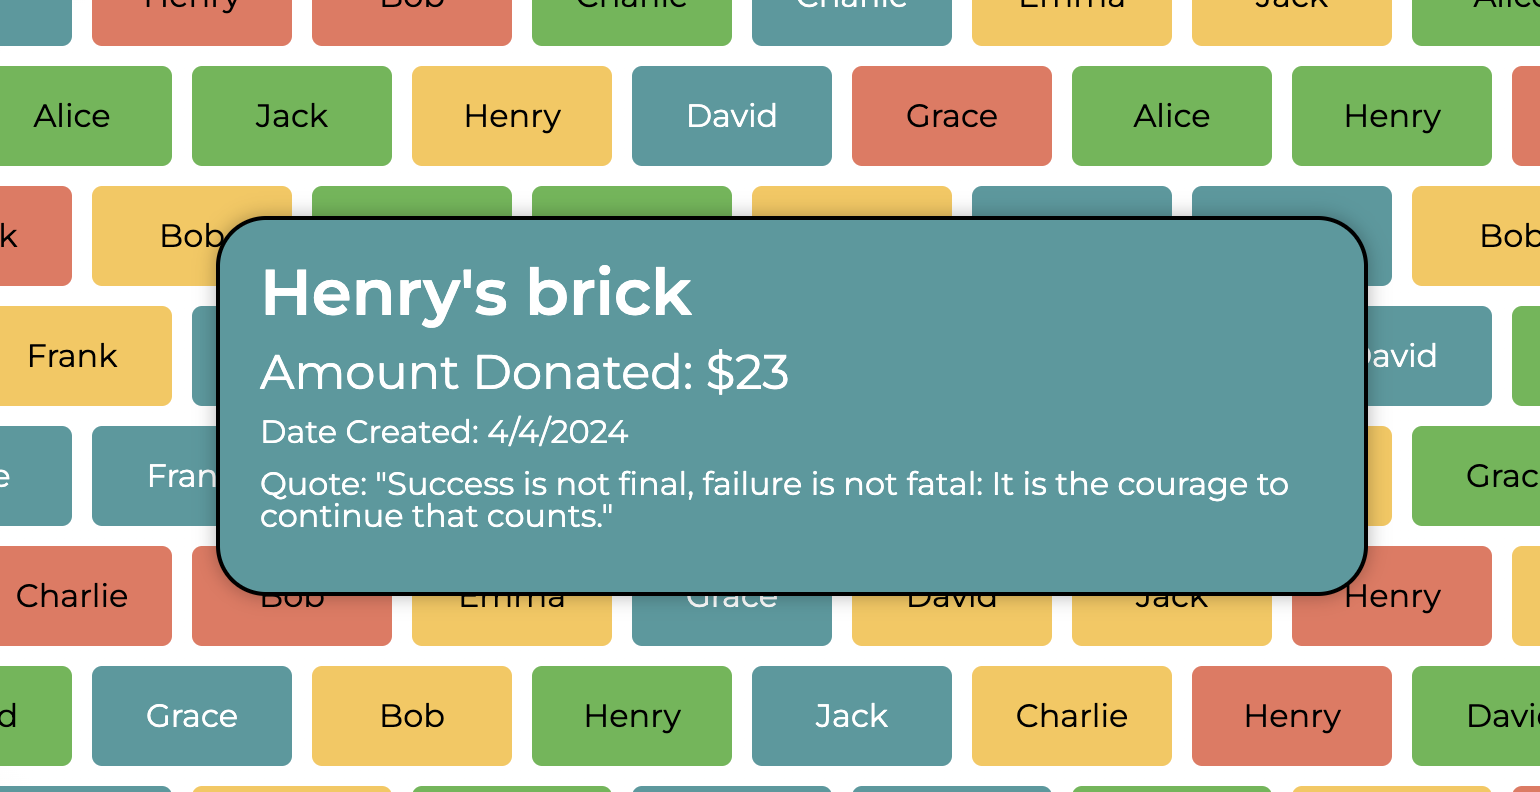 Henry Bob Charlie Charlie Emma Jack Alice
Alice Jack Henry David Grace Alice Henry
k Bob Bob
Henry's brick
Amount Donated: $23
Frank David
Date Created: 4/4/2024
Quote: "Success is not final, failure is not fatal: It is the courage to
continue that counts."
e Fran Grac
Charlie Bob Emma Grace David Jack Henry
d Grace Bob Henry Jack Charlie Henry Davi